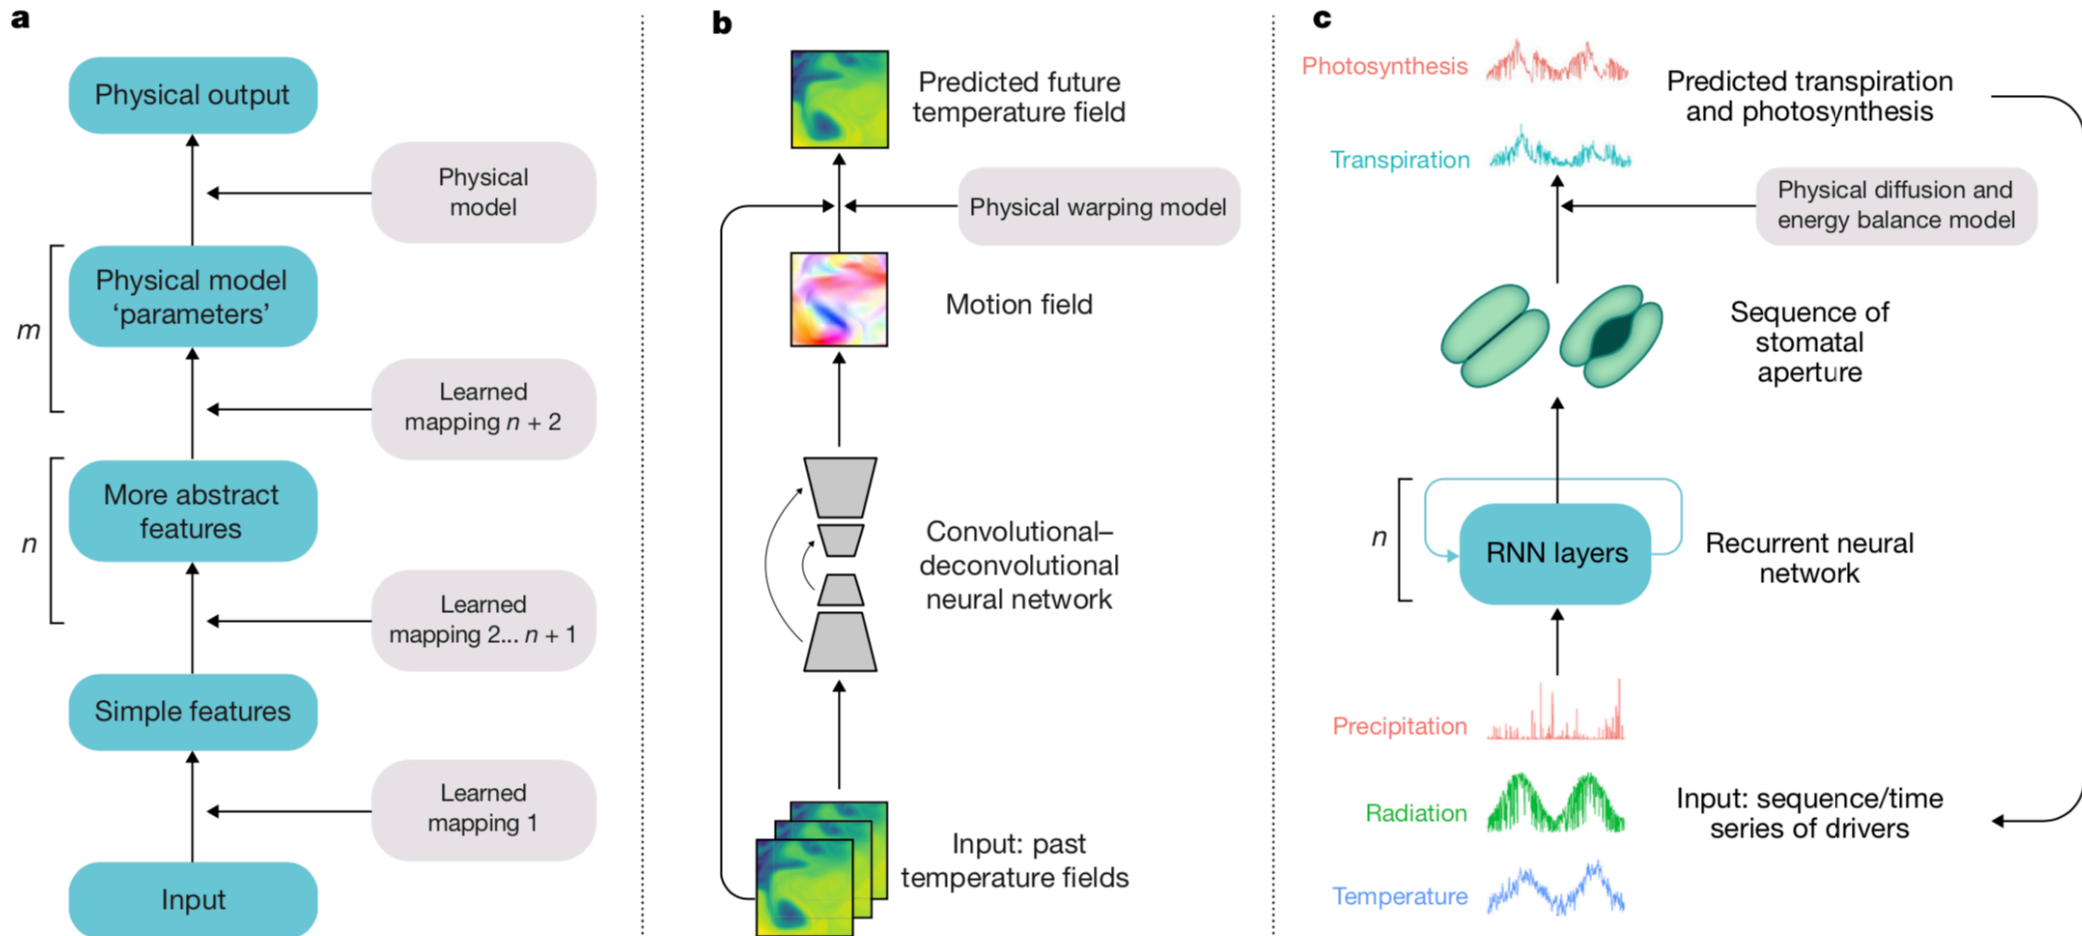 a
Physical output
Physical
model
Physical model
‘parameters’
m
Learned
mapping n + 2
More abstract
features
n
Learned
mapping 2... n + 1
Simple features
Learned
mapping 1
Input
b
Predicted future
temperature field
Physical warping model
Motion field
Convolutional–
deconvolutional
neural network
Input: past
temperature fields
c
Photosynthesis
Predicted transpiration
and photosynthesis
Transpiration
Physical diffusion and
energy balance model
Sequence of
stomatal
aperture
n
RNN layers
Recurrent neural
network
Precipitation
Radiation
Input: sequence/time
series of drivers
Temperature